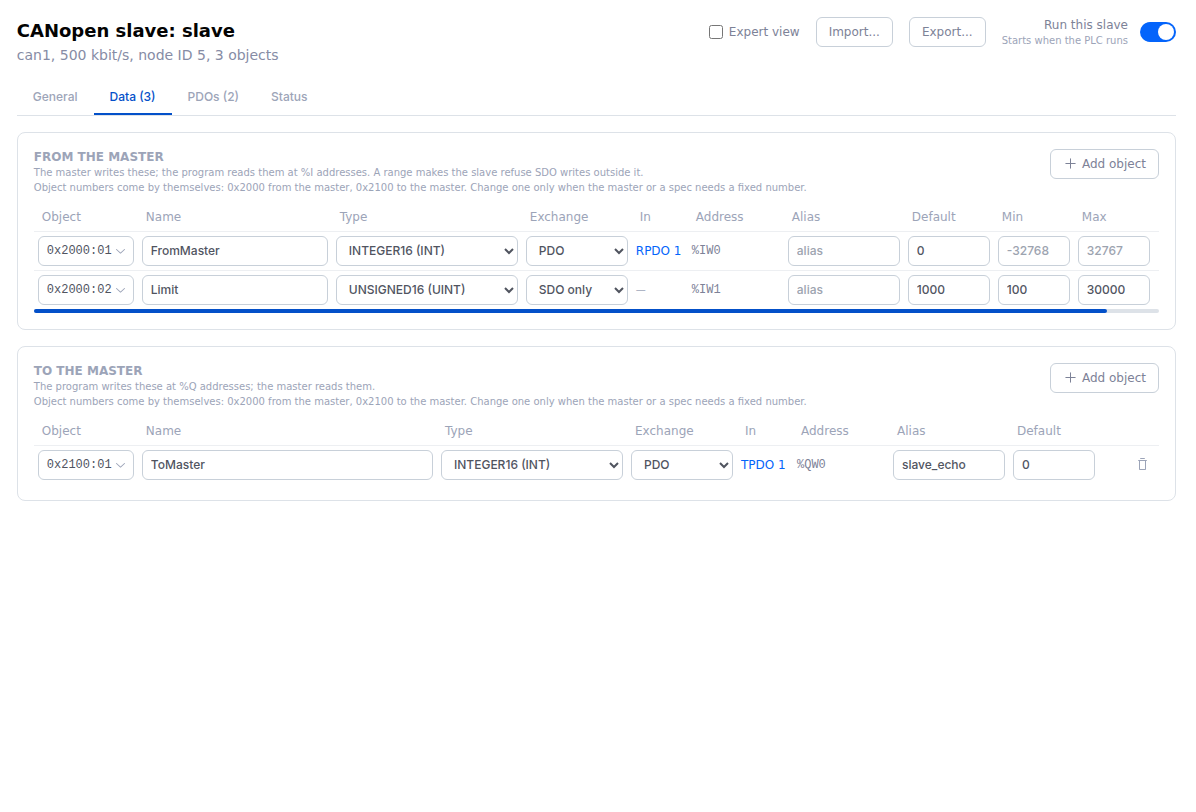 CANopen slave: slave
can1, 500 kbit/s, node ID 5, 3 objects
Expert view
Import...
Export...
Run this slave
Starts when the PLC runs
General Data (3) PDOs (2) Status
FROM THE MASTER
The master writes these; the program reads them at %I addresses. A range makes the slave refuse SDO writes outside it.
Object numbers come by themselves: 0x2000 from the master, 0x2100 to the master. Change one only when the master or a spec needs a fixed number.
+ Add object
Object Name Type Exchange In Address Alias Default Min Max
0x2000:01 FromMaster INTEGER16 (INT) PDO RPDO 1 %IW0 alias 0 -32768 32767
0x2000:02 Limit UNSIGNED16 (UINT) SDO only — %IW1 alias 1000 100 30000
TO THE MASTER
The program writes these at %Q addresses; the master reads them.
Object numbers come by themselves: 0x2000 from the master, 0x2100 to the master. Change one only when the master or a spec needs a fixed number.
+ Add object
Object Name Type Exchange In Address Alias Default
0x2100:01 ToMaster INTEGER16 (INT) PDO TPDO 1 %QW0 slave_echo 0